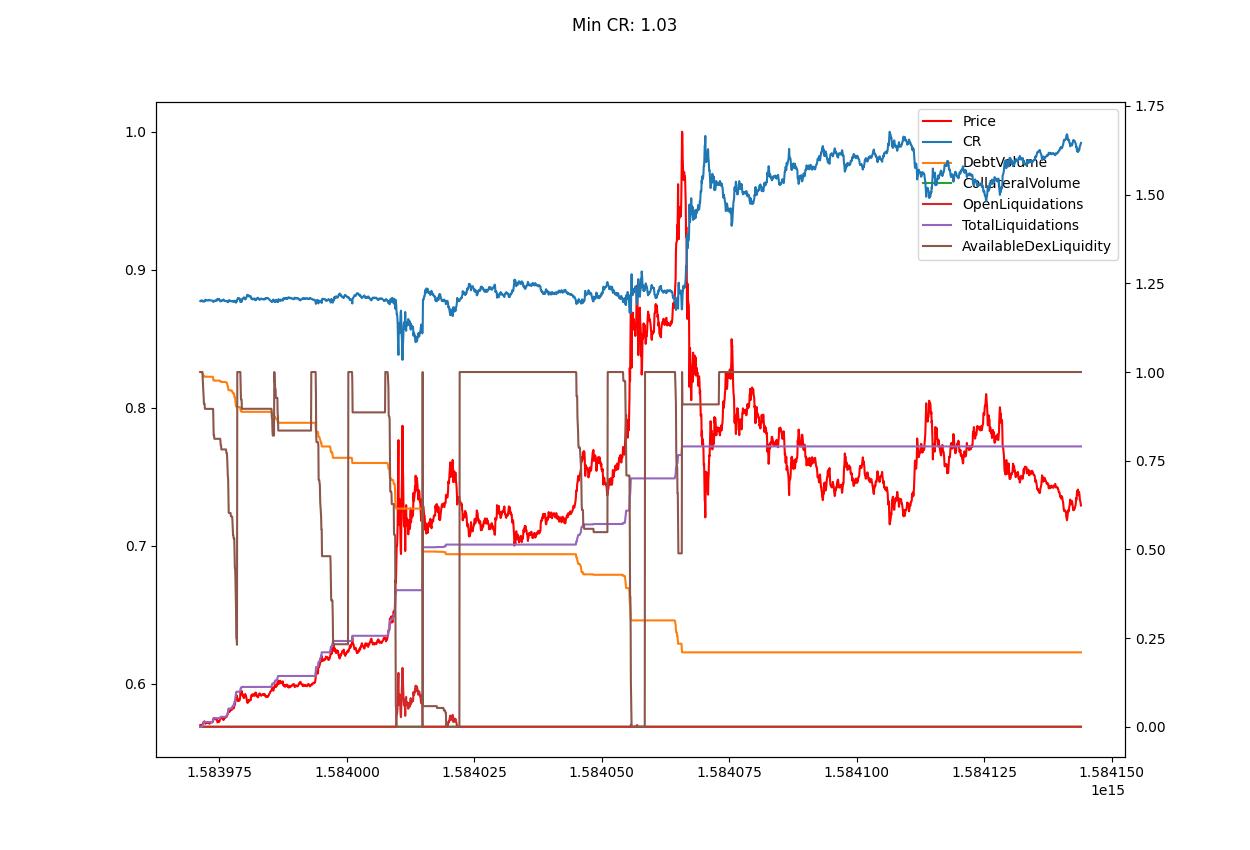 Min CR: 1.03
1.0
0.9
0.8
0.7
0.6
1.75
1.50
1.25
1.00
0.75
0.50
0.25
0.00
Price
CR
DebtVolume
CollateralVolume
OpenLiquidations
TotalLiquidations
AvailableDexLiquidity
1.583975 1.584000 1.584025 1.584050 1.584075 1.584100 1.584125 1.584150
1e15